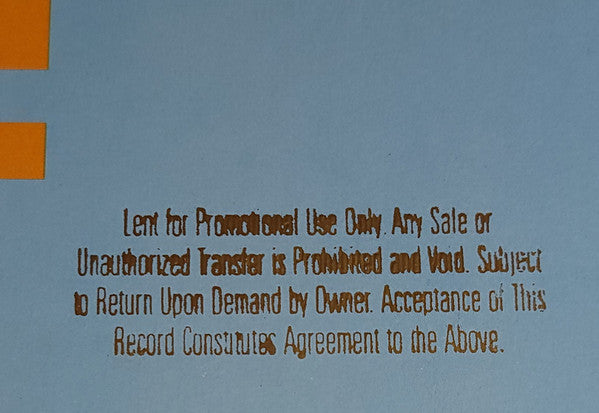 Lent for Promotional Use Only. Any Sale or
Unauthorized Transfer is Prohibited and Void. Subject
to Return Upon Demand by Owner. Acceptance of This
Record Constitutes Agreement to the Above.